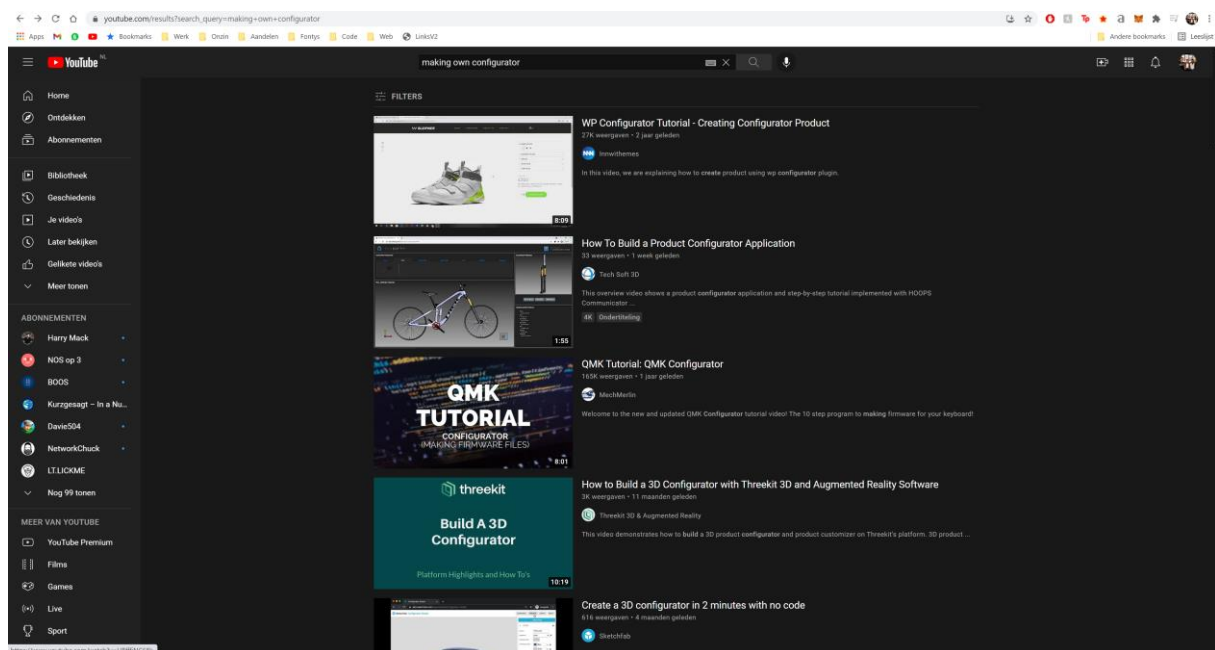 youtube.com/results?search_query=making+own+configurator
Apps
Bookmarks
Werk
Onzin
Aandelen
Fontys
Code
Web
LinksV2
Andere bookmarks
Leeslijst
YouTube NL
making own configurator
Home
Ontdekken
Abonnementen
Bibliotheek
Geschiedenis
Je video's
Later bekijken
Gelikete video's
Meer tonen
ABONNEMENTEN
Harry Mack
NOS op 3
BOOS
Kurzgesagt – In a Nu...
Davie504
NetworkChuck
LT.LICKME
Nog 99 tonen
MEER VAN YOUTUBE
YouTube Premium
Films
Games
Live
Sport
FILTERS
8:09
WP Configurator Tutorial - Creating Configurator Product
27K weergaven • 2 jaar geleden
innwithemes
In this video, we are explaining how to create product using wp configurator plugin.
1:55
How To Build a Product Configurator Application
33 weergaven • 1 week geleden
Tech Soft 3D
This overview video shows a product configurator application and step-by-step tutorial implemented with HOOPS
Communicator ...
4K Ondertiteling
QMK
TUTORIAL
CONFIGURATOR
(MAKING FIRMWARE FILES)
8:01
QMK Tutorial: QMK Configurator
165K weergaven • 1 jaar geleden
MechMerlin
Welcome to the new and updated QMK Configurator tutorial video! The 10 step program to making firmware for your keyboard!
threekit
Build A 3D
Configurator
Platform Highlights and How To's
10:19
How to Build a 3D Configurator with Threekit 3D and Augmented Reality Software
3K weergaven • 11 maanden geleden
Threekit 3D & Augmented Reality
This video demonstrates how to build a 3D product configurator and product customizer on Threekit's platform. 3D product ...
Create a 3D configurator in 2 minutes with no code
616 weergaven • 4 maanden geleden
Sketchfab